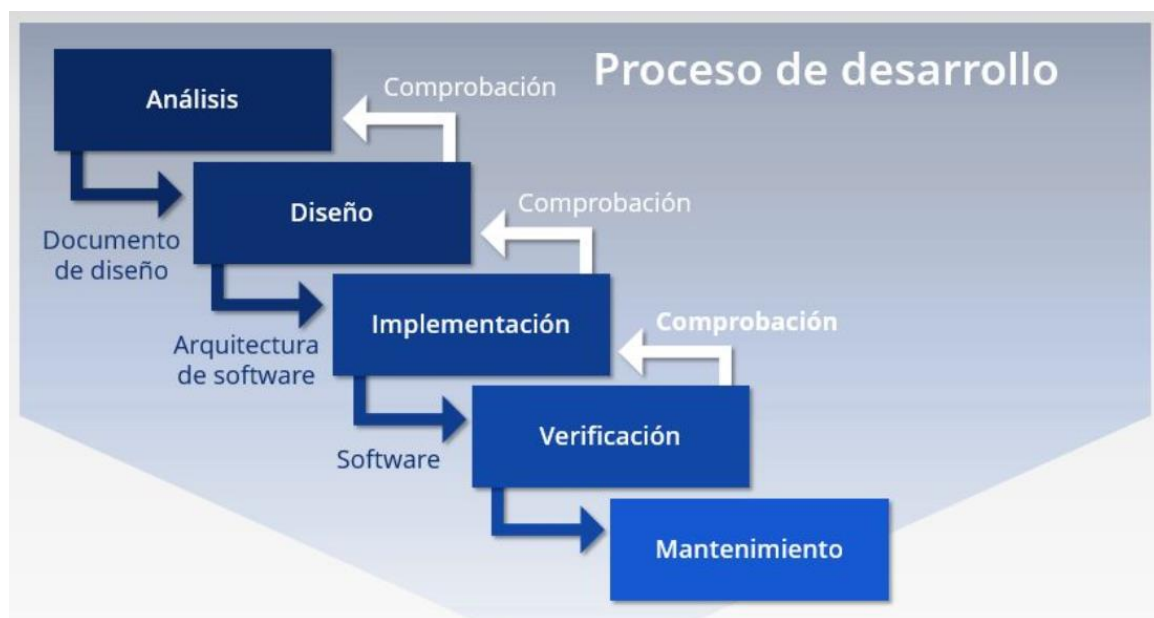 Proceso de desarrollo
Análisis
Comprobación
Diseño
Comprobación
Documento
de diseño
Implementación
Comprobación
Arquitectura
de software
Verificación
Software
Mantenimiento